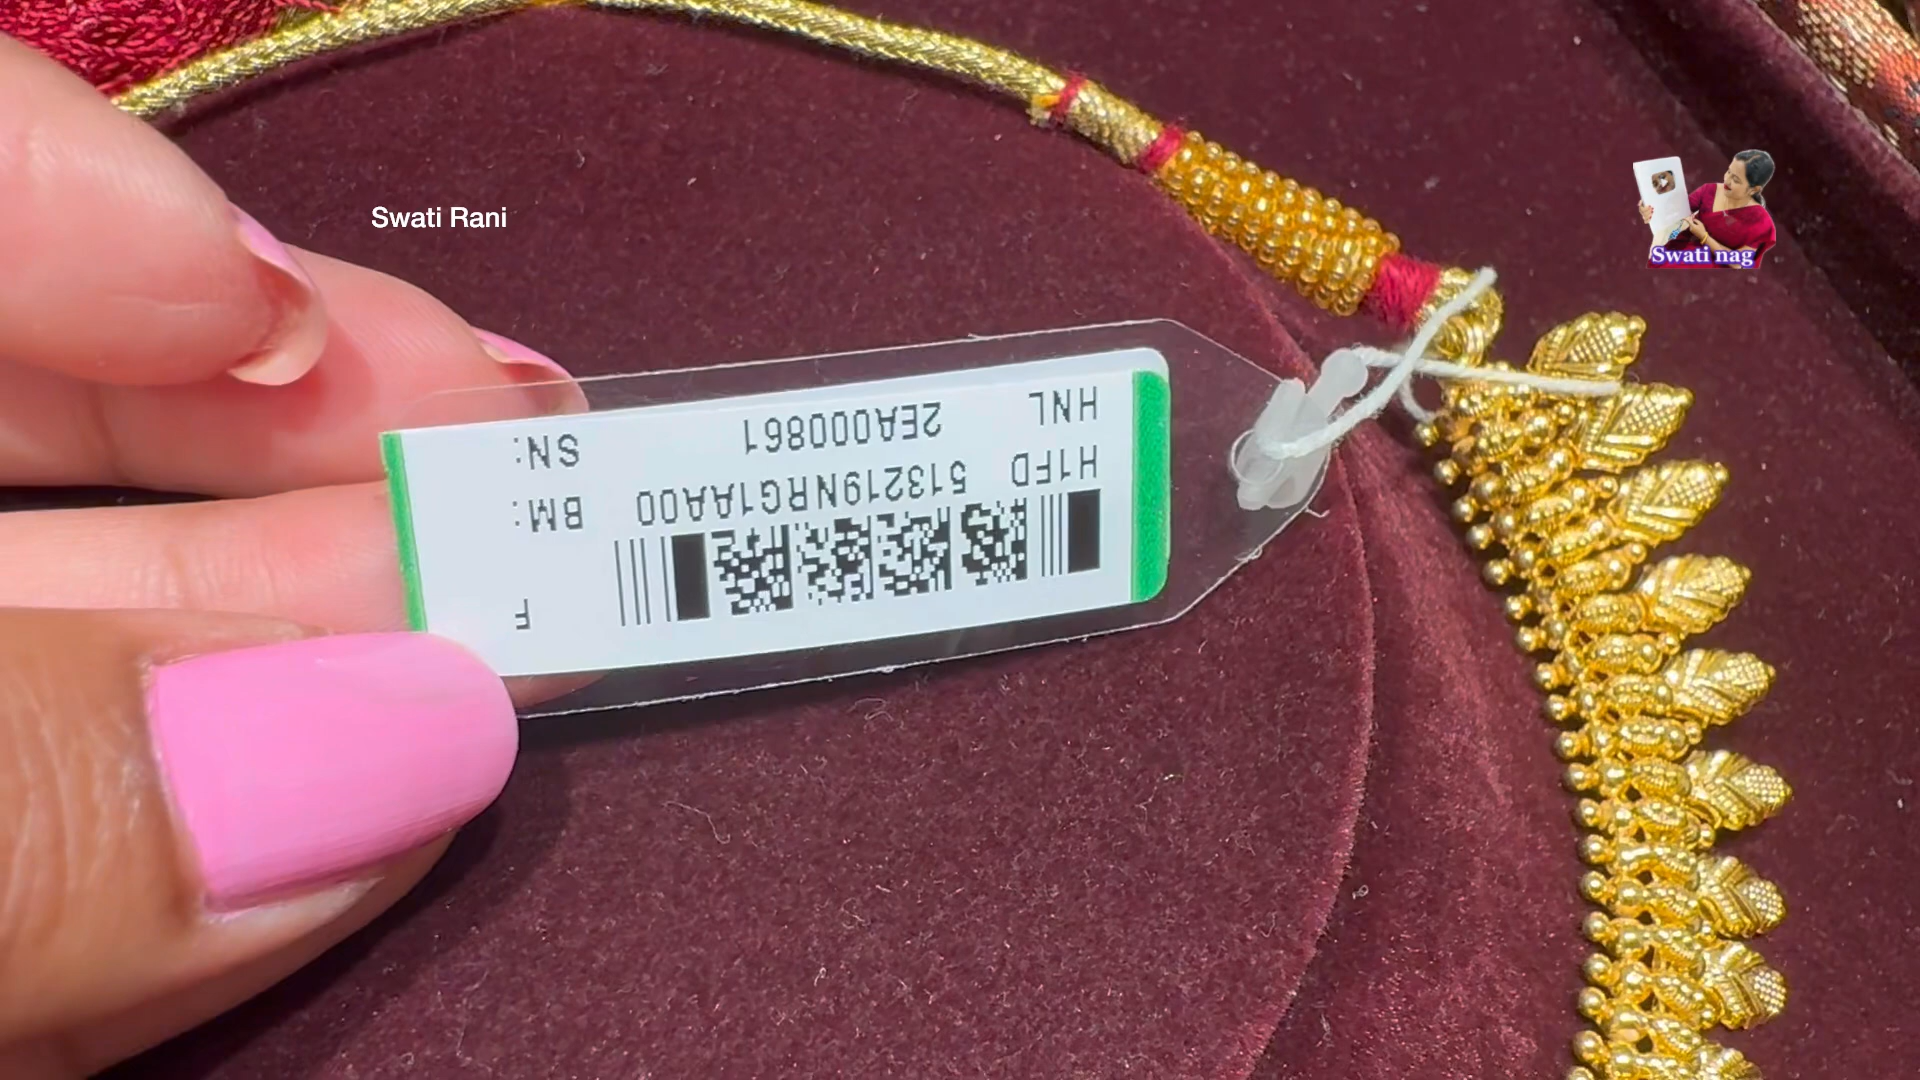 Swati Rani
Swati nag
F
H1FD 513219NRG1AA00 BM:
HNL 2EA000861 SN: